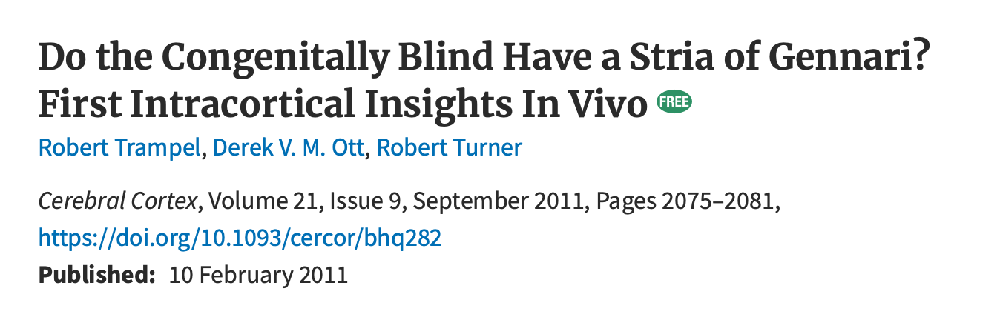 Do the Congenitally Blind Have a Stria of Gennari?
First Intracortical Insights In Vivo FREE
Robert Trampel, Derek V. M. Ott, Robert Turner
Cerebral Cortex, Volume 21, Issue 9, September 2011, Pages 2075–2081,
https://doi.org/10.1093/cercor/bhq282
Published: 10 February 2011